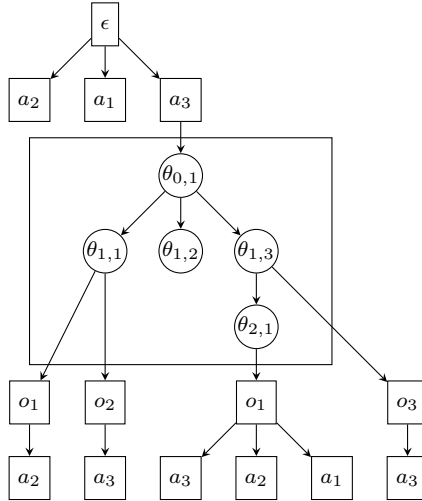 ϵ
a₂ a₁ a₃
θ₀,₁
θ₁,₁ θ₁,₂ θ₁,₃
θ₂,₁
o₁ o₂ o₁ o₃
a₂ a₃ a₃ a₂ a₁ a₃